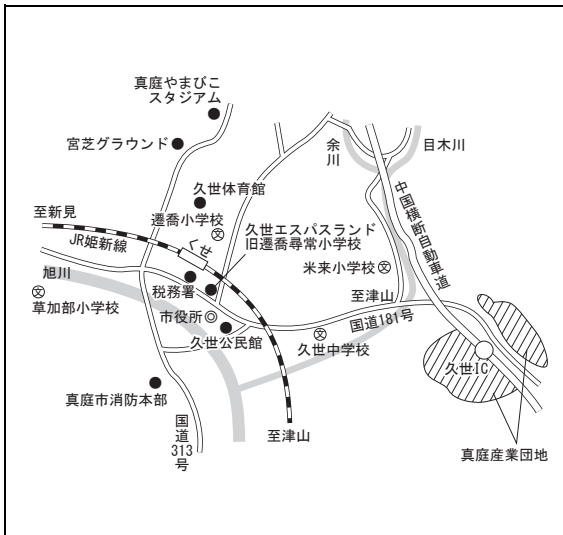 真庭やまびこ
スタジアム
宮芝グラウンド
余川
目木川
久世体育館
中国横断自動車道
至新見
遷喬小学校
久世エスパスランド
旧遷喬尋常小学校
JR姫新線
くせ
米来小学校
旭川
税務署
至津山
草加部小学校
市役所
国道181号
久世公民館
久世中学校
久世IC
真庭市消防本部
国道313号
至津山
真庭産業団地